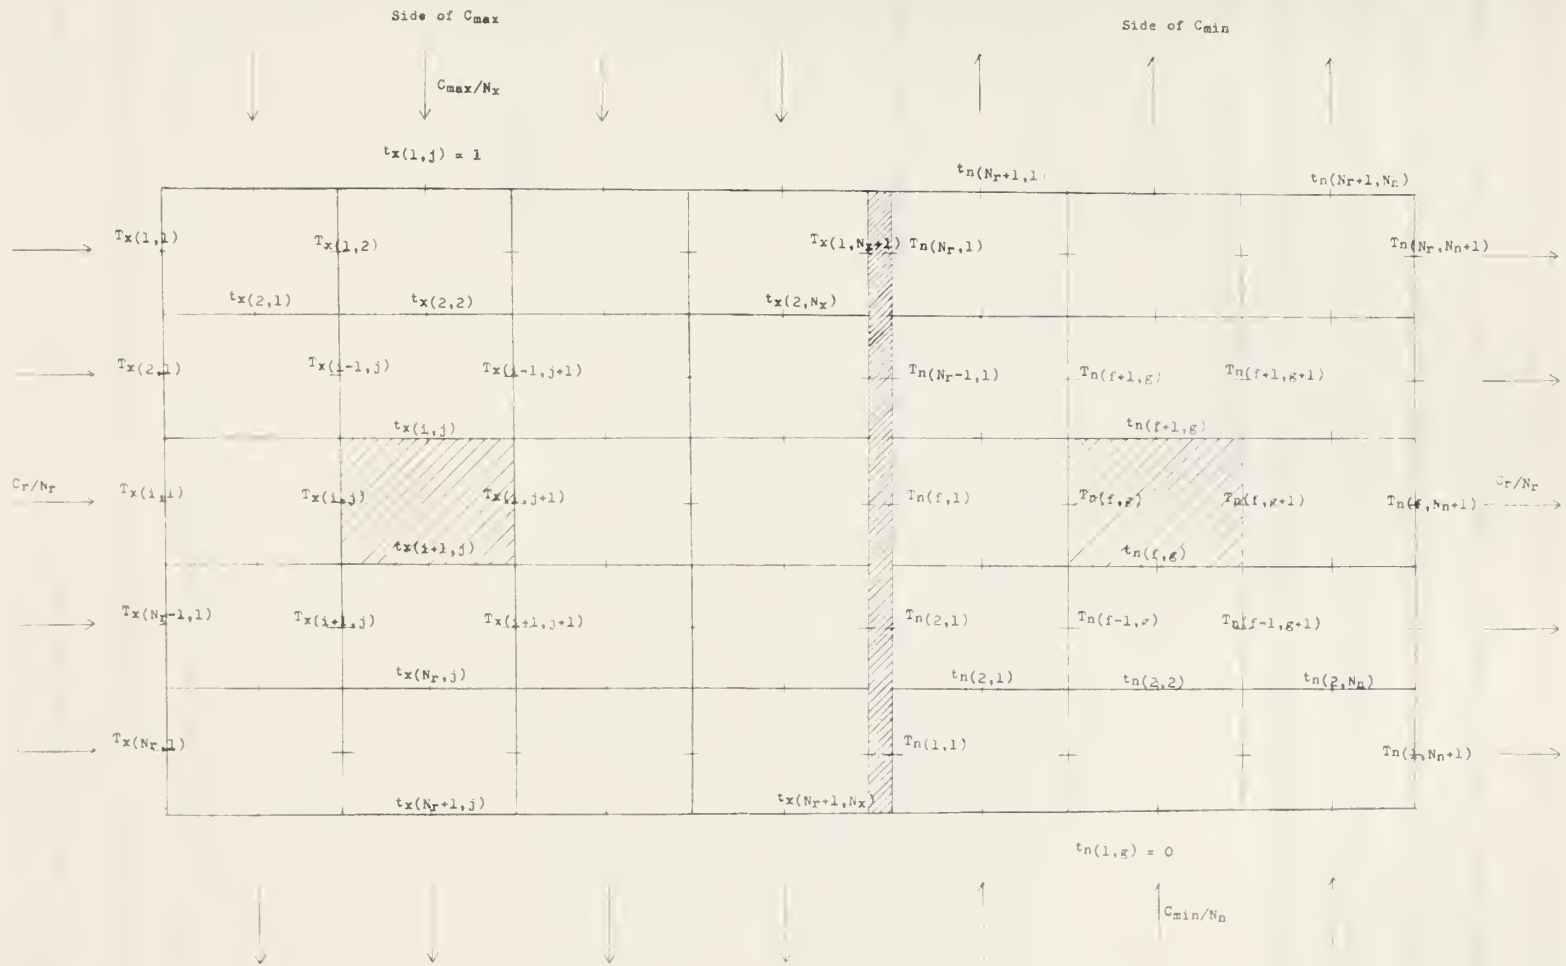 Side of Cmax
Side of Cmin
Cmax/Nx
tx(1,j) = 1
tn(Nr+1,1)
tn(Nr+1,Nn)
Tx(1,1)
Tx(1,2)
Tx(1,Nx+1)
Tn(Nr,1)
Tn(Nr,Nn+1)
tx(2,1)
tx(2,2)
tx(2,Nx)
Tx(2,1)
Tx(i-1,j)
Tx(i-1,j+1)
Tn(Nr-1,1)
Tn(f+1,g)
Tn(f+1,g+1)
tx(i,j)
tn(f+1,g)
Cr/Nr
Tx(i,1)
Tx(i,j)
Tx(i,j+1)
Tn(f,1)
Tn(f,g)
Tn(f,g+1)
Tn(f,Nn+1)
Cr/Nr
tx(i+1,j)
tn(f,g)
Tx(Nr-1,1)
Tx(i+1,j)
Tx(i+1,j+1)
Tn(2,1)
Tn(f-1,g)
Tn(f-1,g+1)
tx(Nr,j)
tn(2,1)
tn(2,2)
tn(2,Nn)
Tx(Nr,1)
Tn(1,1)
Tn(1,Nn+1)
tx(Nr+1,j)
tx(Nr+1,Nx)
tn(1,g) = 0
Cmin/Nn